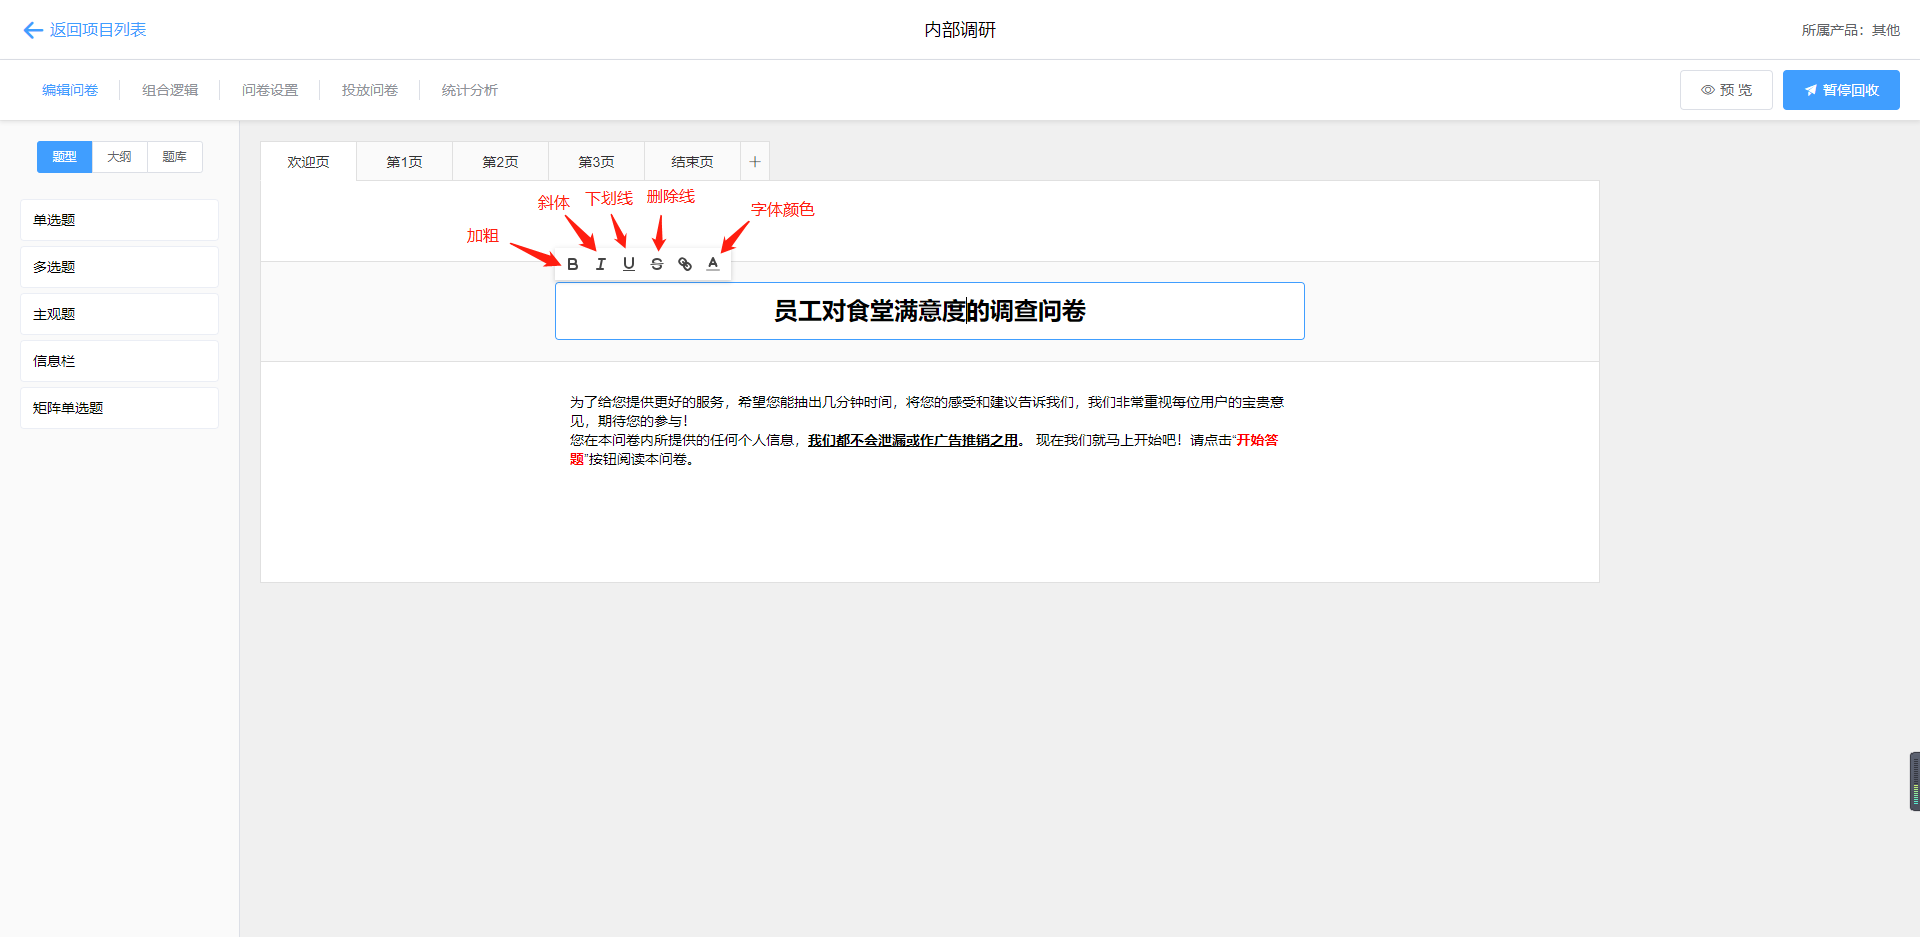 返回项目列表
内部调研
所属产品：其他
编辑问卷
组合逻辑
问卷设置
投放问卷
统计分析
预 览
暂停回收
题型
大纲
题库
欢迎页
第1页
第2页
第3页
结束页
+
单选题
多选题
主观题
信息栏
矩阵单选题
加粗
斜体
下划线
删除线
字体颜色
B I U S A
员工对食堂满意度的调查问卷
为了给您提供更好的服务，希望您能抽出几分钟时间，将您的感受和建议告诉我们，我们非常重视每位用户的宝贵意
见，期待您的参与！
您在本问卷内所提供的任何个人信息，我们都不会泄漏或作广告推销之用。 现在我们就马上开始吧！请点击“开始答
题”按钮阅读本问卷。